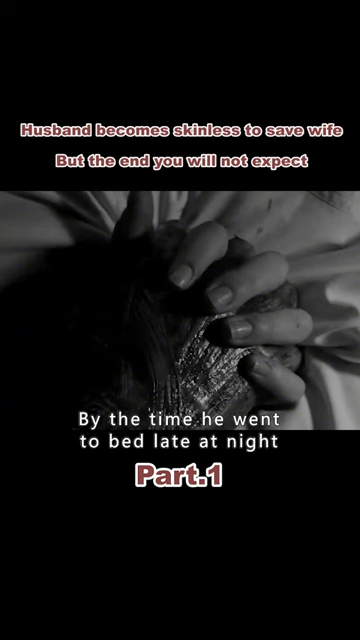 Husband becomes skinless to save wife
But the end you will not expect
By the time he went
to bed late at night
Part.1